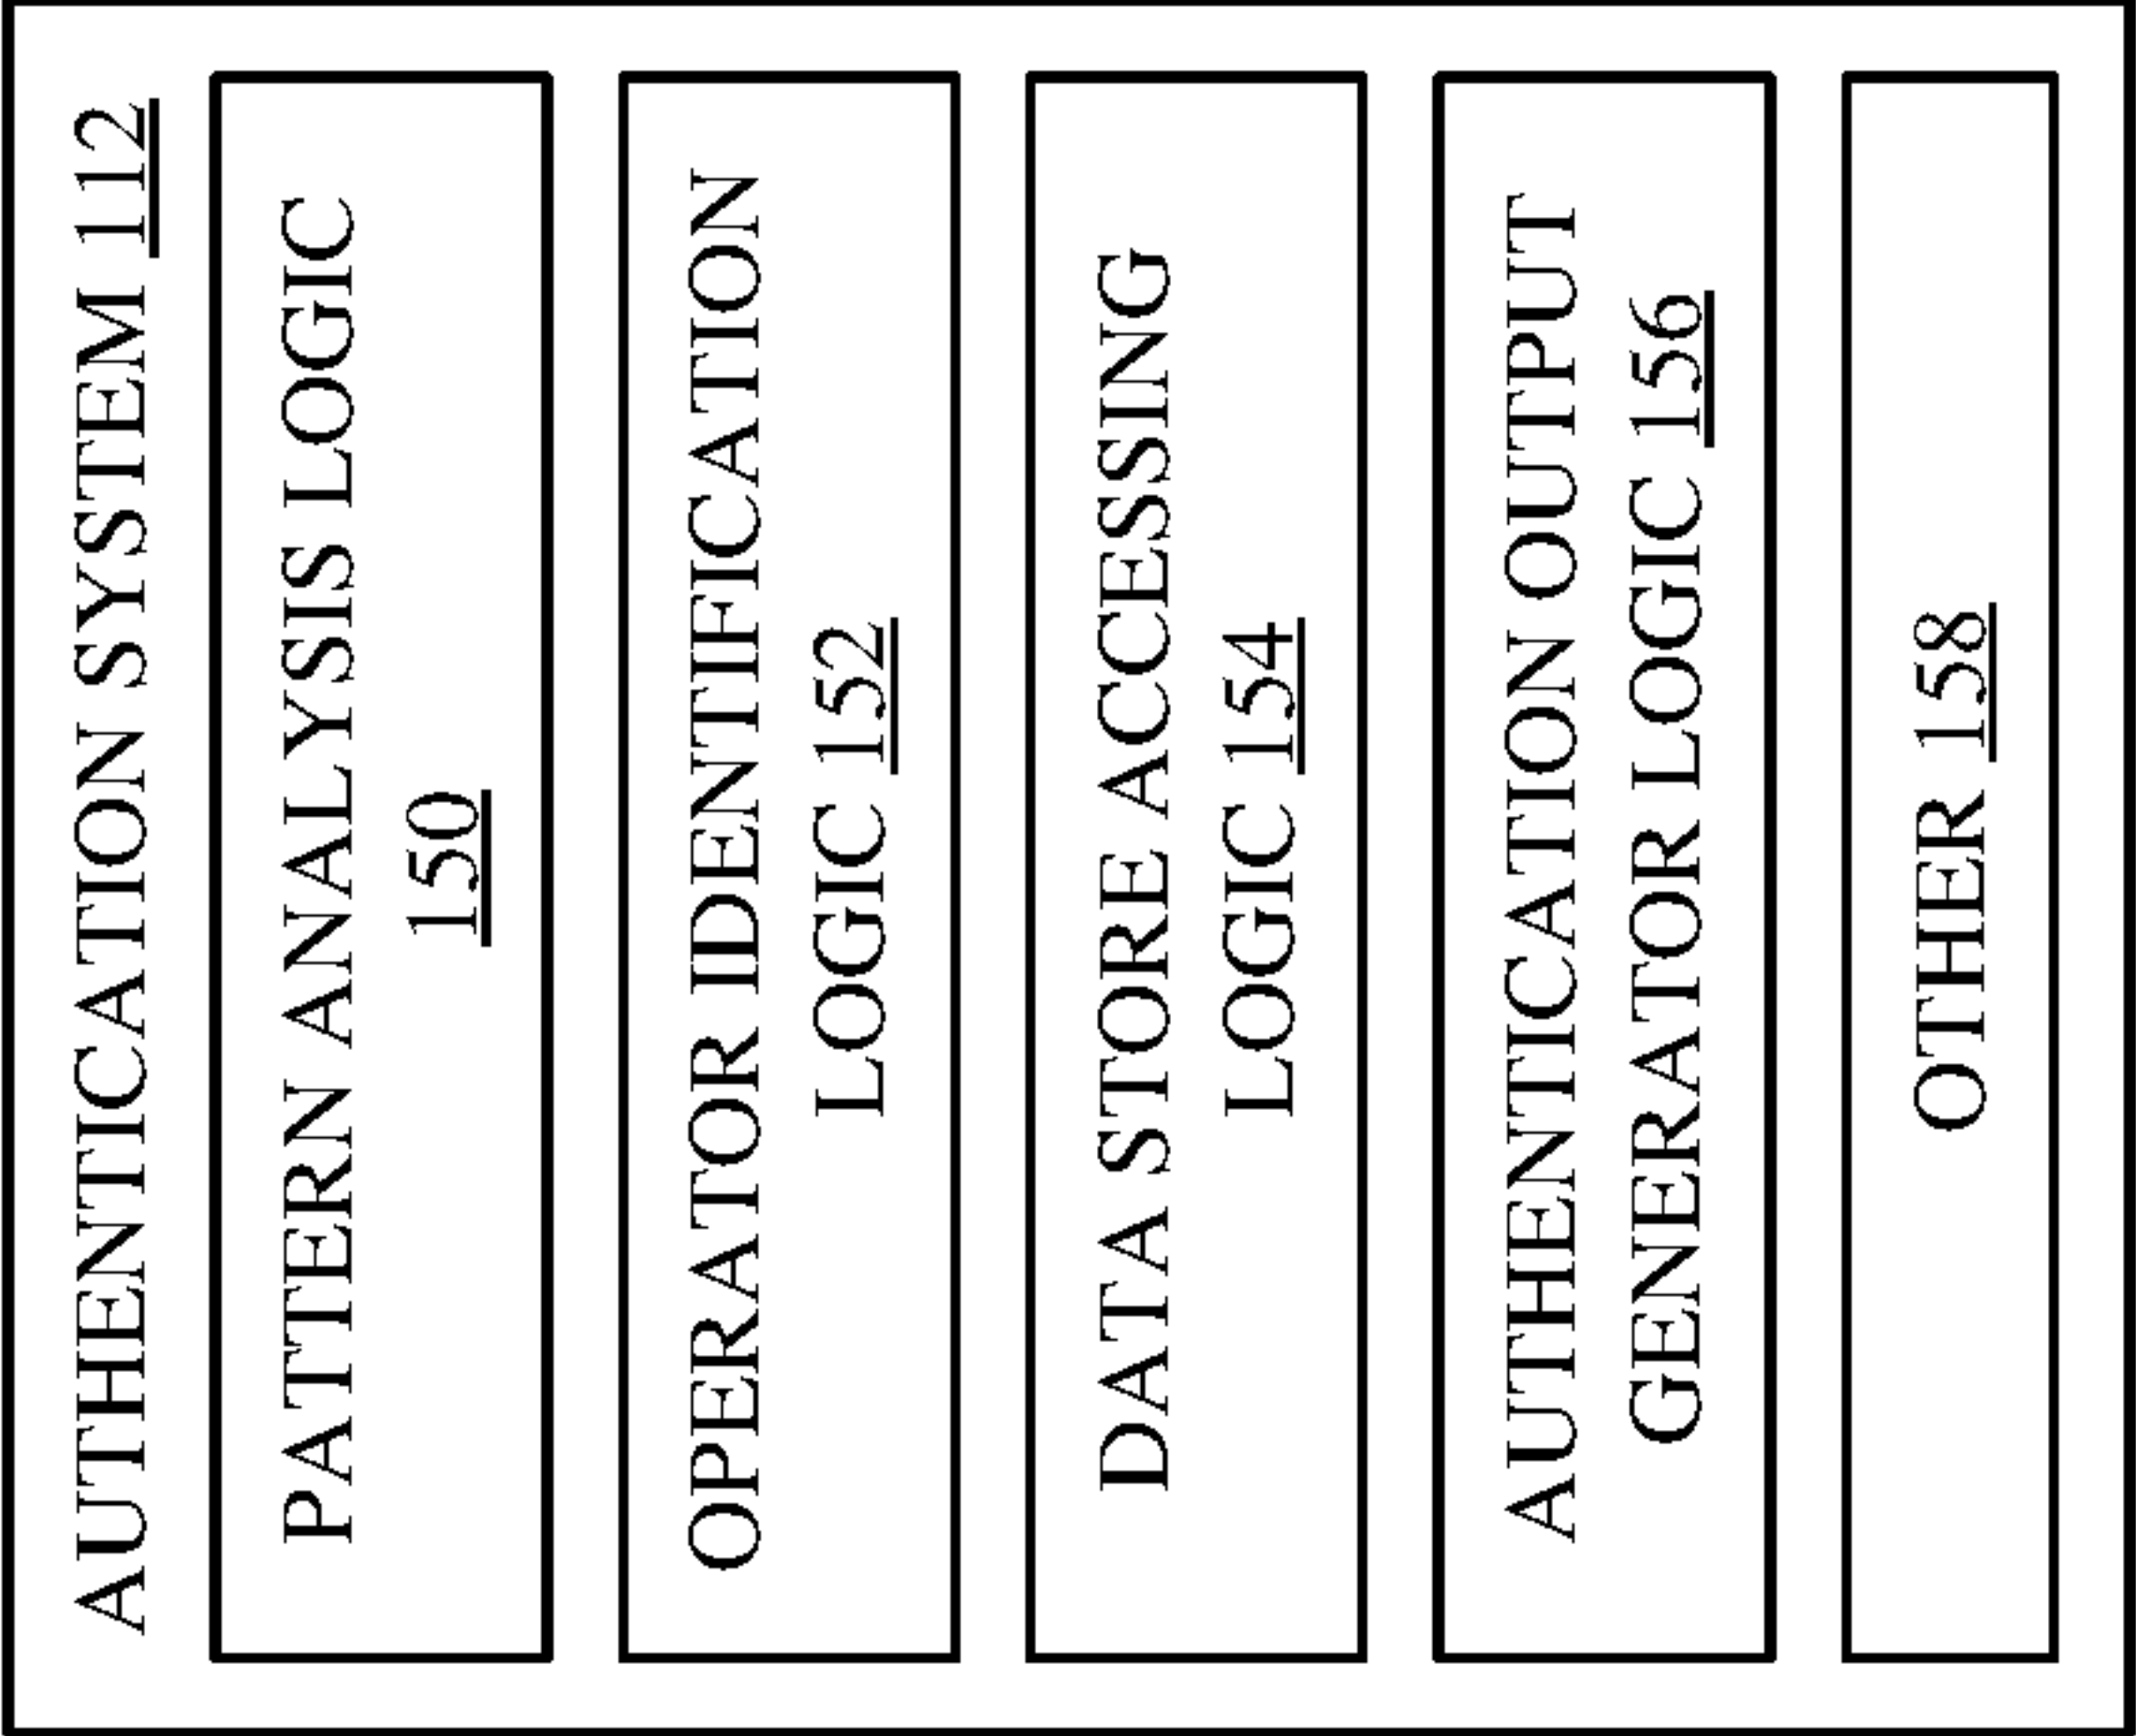 AUTHENTICATION SYSTEM 112
PATTERN ANALYSIS LOGIC
150
OPERATOR IDENTIFICATION
LOGIC 152
DATA STORE ACCESSING
LOGIC 154
AUTHENTICATION OUTPUT
GENERATOR LOGIC 156
OTHER 158